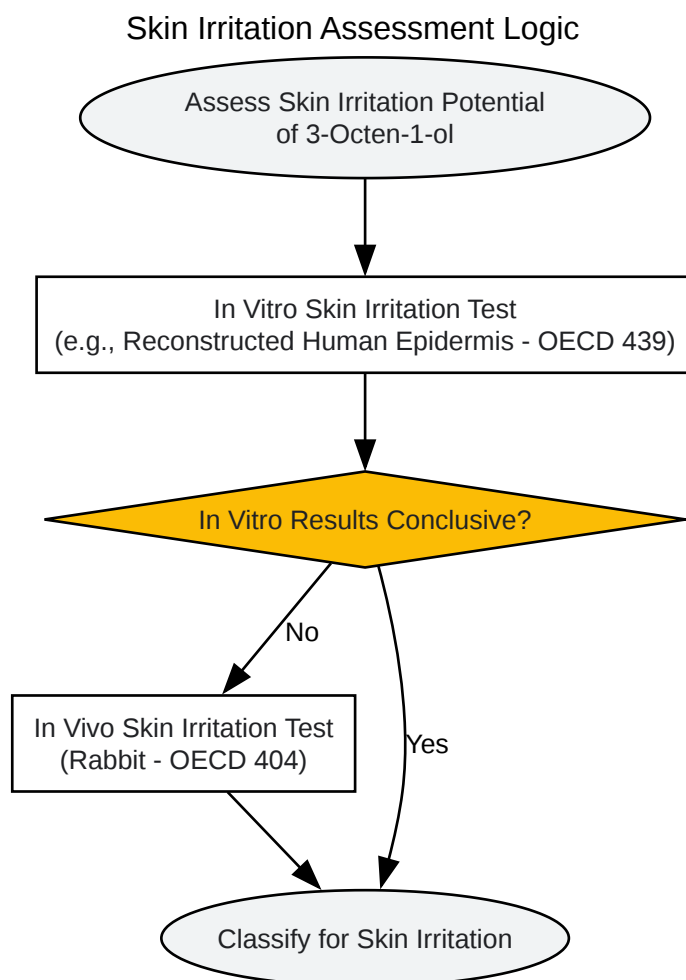 Skin Irritation Assessment Logic
Assess Skin Irritation Potential
of 3-Octen-1-ol
In Vitro Skin Irritation Test
(e.g., Reconstructed Human Epidermis - OECD 439)
In Vitro Results Conclusive?
No
In Vivo Skin Irritation Test
(Rabbit - OECD 404)
Yes
Classify for Skin Irritation